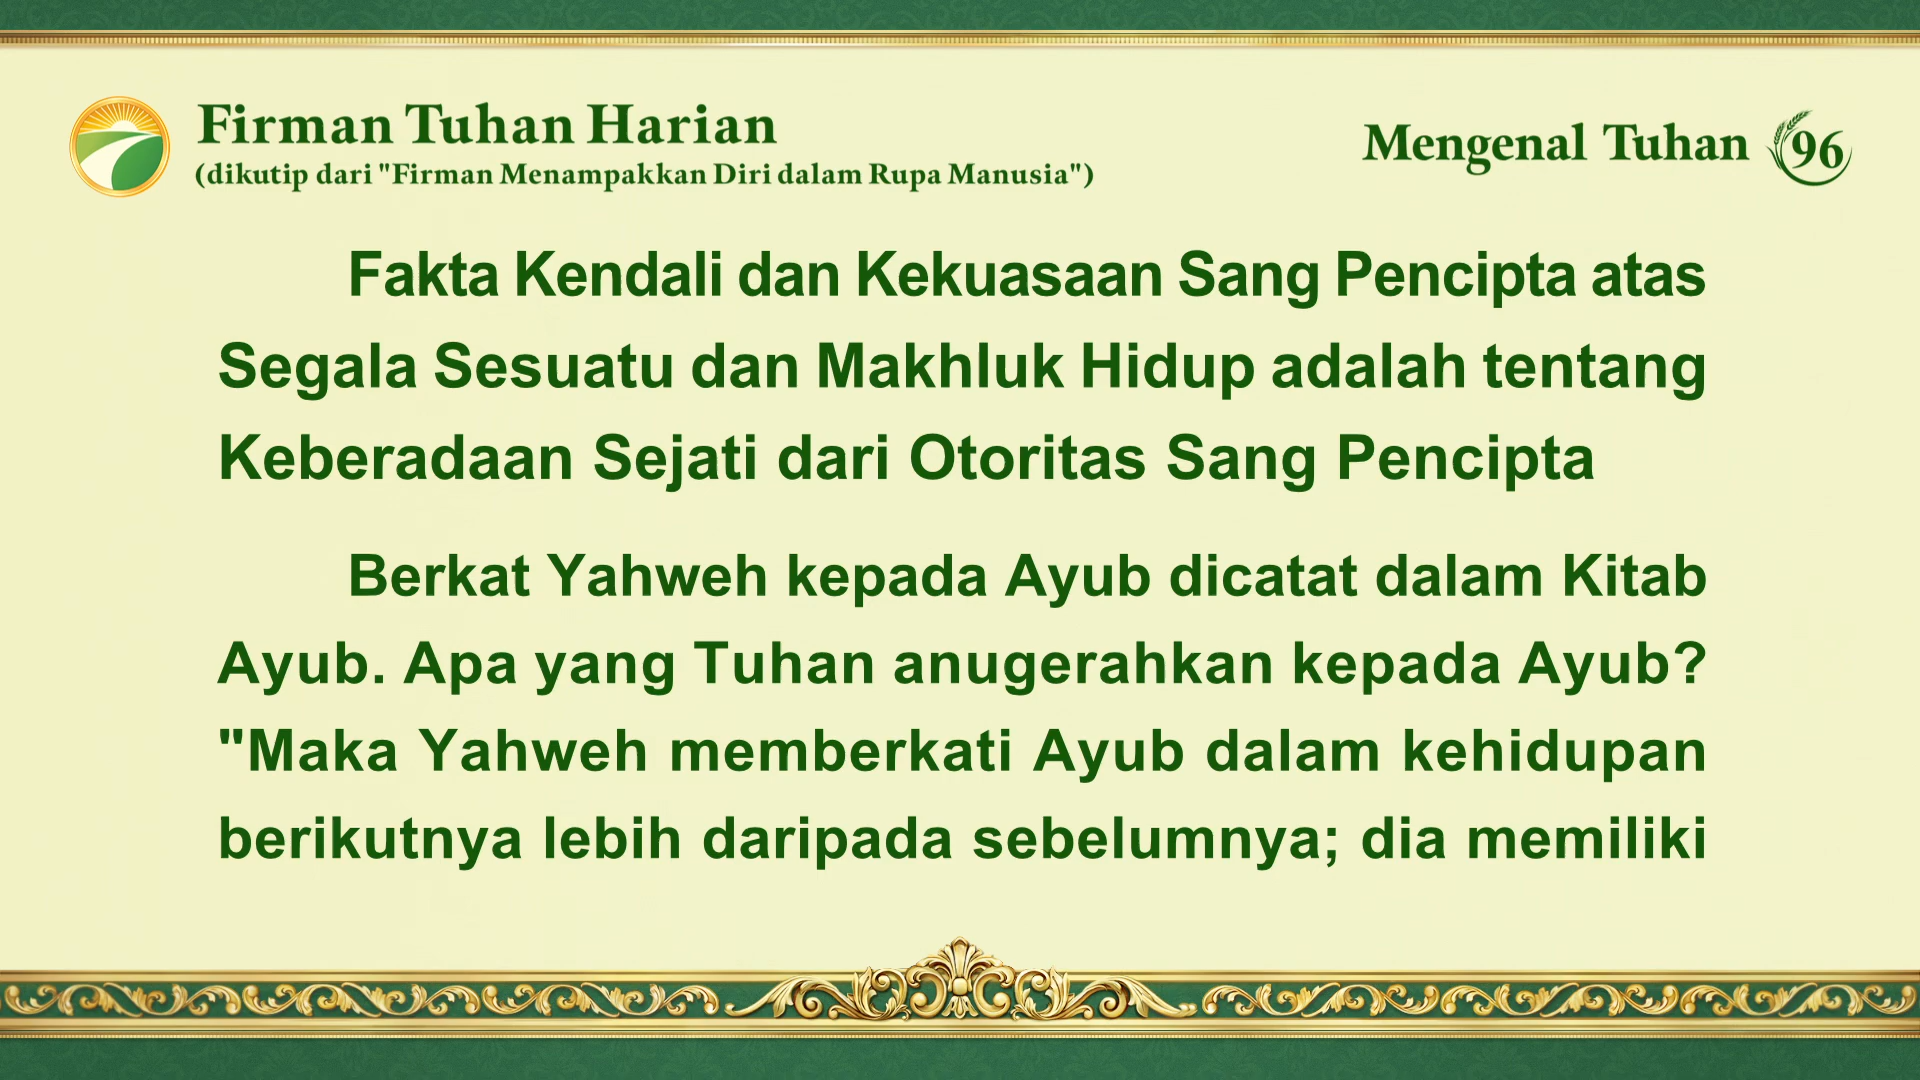 Firman Tuhan Harian
(dikutip dari "Firman Menampakkan Diri dalam Rupa Manusia")
Mengenal Tuhan 96
Fakta Kendali dan Kekuasaan Sang Pencipta atas
Segala Sesuatu dan Makhluk Hidup adalah tentang
Keberadaan Sejati dari Otoritas Sang Pencipta
Berkat Yahweh kepada Ayub dicatat dalam Kitab
Ayub. Apa yang Tuhan anugerahkan kepada Ayub?
"Maka Yahweh memberkati Ayub dalam kehidupan
berikutnya lebih daripada sebelumnya; dia memiliki